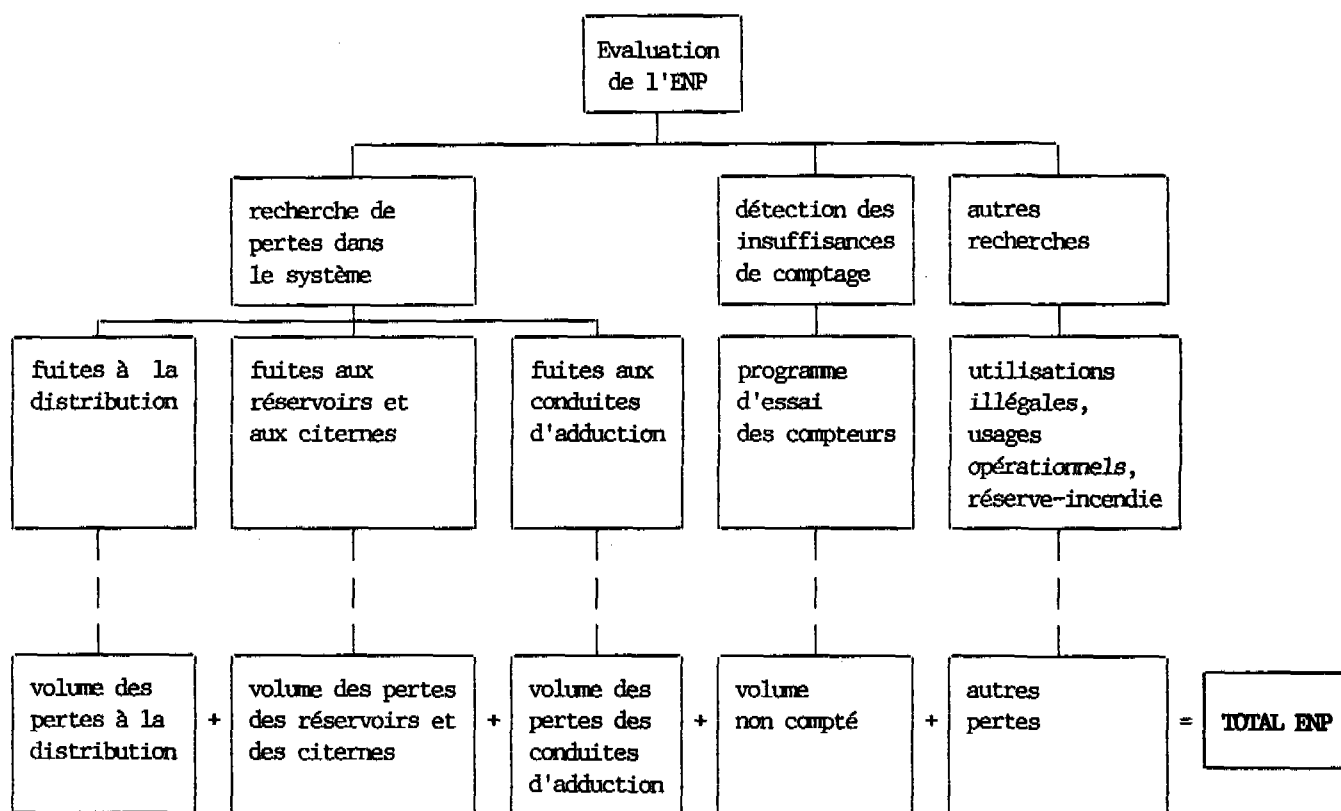 Evaluation
de l'ENP
recherche de
pertes dans
le système
détection des
insuffisances
de comptage
autres
recherches
fuites à la
distribution
fuites aux
réservoirs et
aux citernes
fuites aux
conduites
d'adduction
programme
d'essai
des compteurs
utilisations
illégales,
usages
opérationnels,
réserve-incendie
volume des
pertes à la
distribution
+
volume des pertes
des réservoirs et
des citernes
+
volume des
pertes des
conduites
d'adduction
+
volume
non compté
+
autres
pertes
=
TOTAL ENP